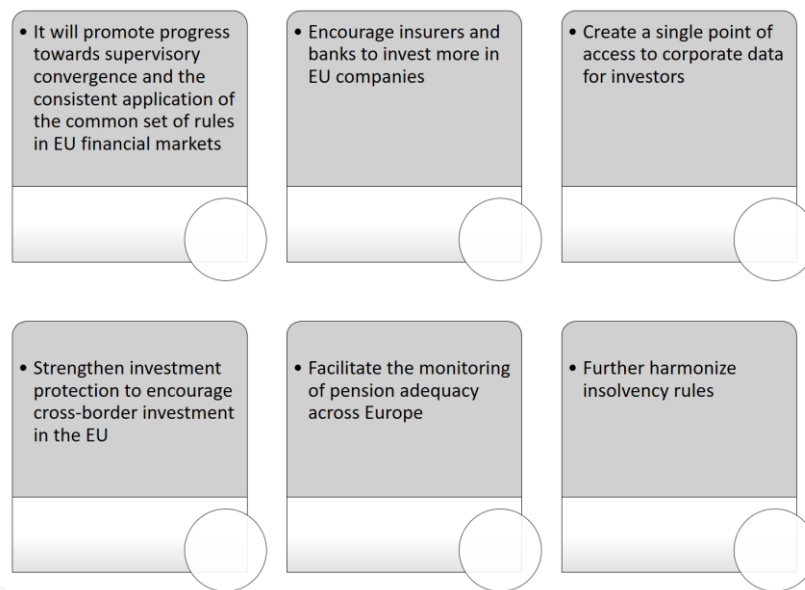 • It will promote progress
towards supervisory
convergence and the
consistent application of
the common set of rules
in EU financial markets
• Encourage insurers and
banks to invest more in
EU companies
• Create a single point of
access to corporate data
for investors
• Strengthen investment
protection to encourage
cross-border investment
in the EU
• Facilitate the monitoring
of pension adequacy
across Europe
• Further harmonize
insolvency rules